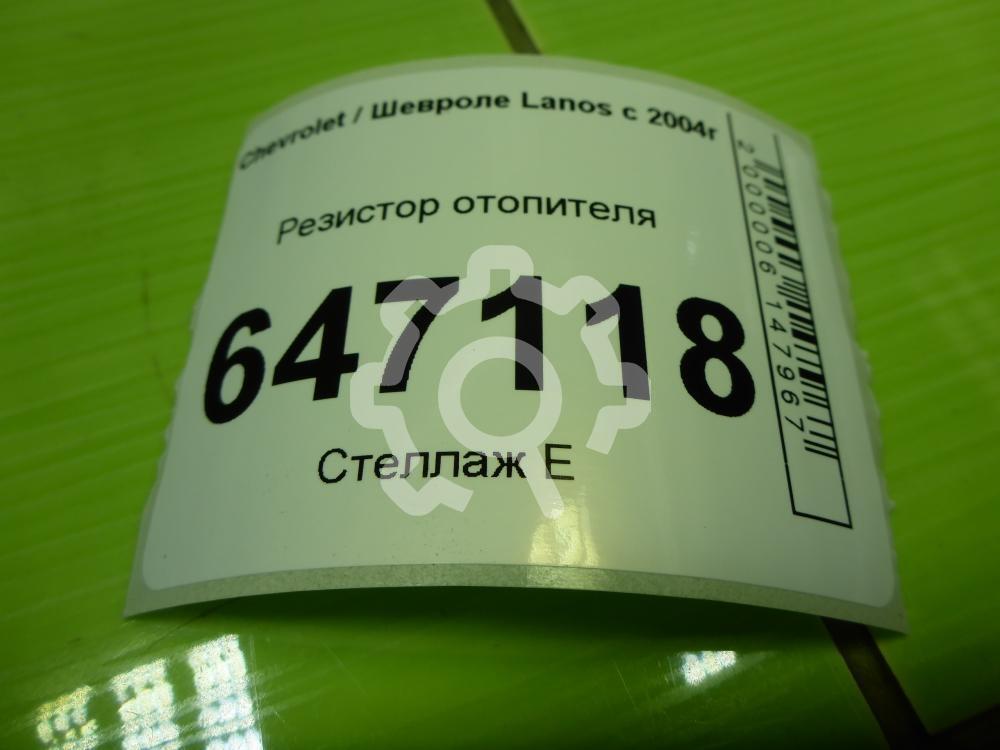 Chevrolet / Шевроле Lanos с 2004г
Резистор отопителя
647118
Стеллаж Е
2000006147967